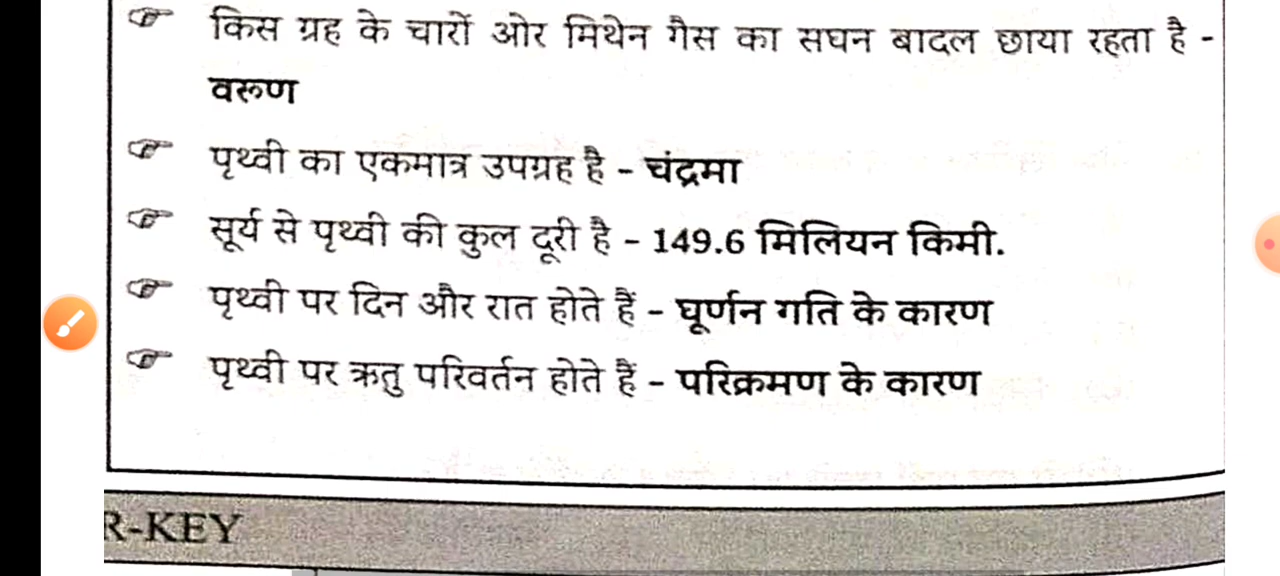 किस ग्रह के चारों ओर मिथेन गैस का सघन बादल छाया रहता है -
वरूण
पृथ्वी का एकमात्र उपग्रह है - चंद्रमा
सूर्य से पृथ्वी की कुल दूरी है - 149.6 मिलियन किमी.
पृथ्वी पर दिन और रात होते हैं - घूर्णन गति के कारण
पृथ्वी पर ऋतु परिवर्तन होते हैं - परिक्रमण के कारण
R-KEY